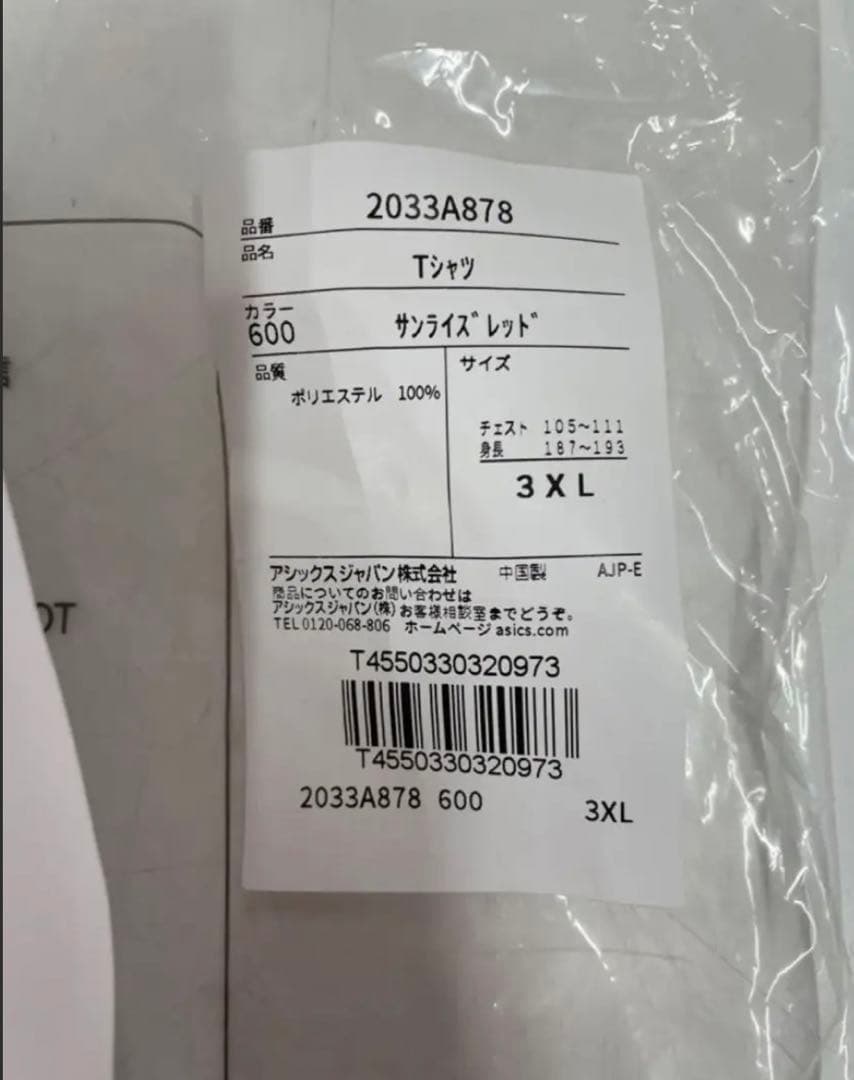 品番 2033A878
品名
Tシャツ
カラー
600 サンライズレッド
品質
ポリエステル 100%
サイズ
チェスト 105~111
身長 187~193
3XL
アシックスジャパン株式会社 中国製 AJP-E
商品についてのお問い合わせは
アシックスジャパン(株)お客様相談室までどうぞ。
TEL 0120-068-806 ホームページ asics.com
T4550330320973
T4550330320973
2033A878 600 3XL
OT